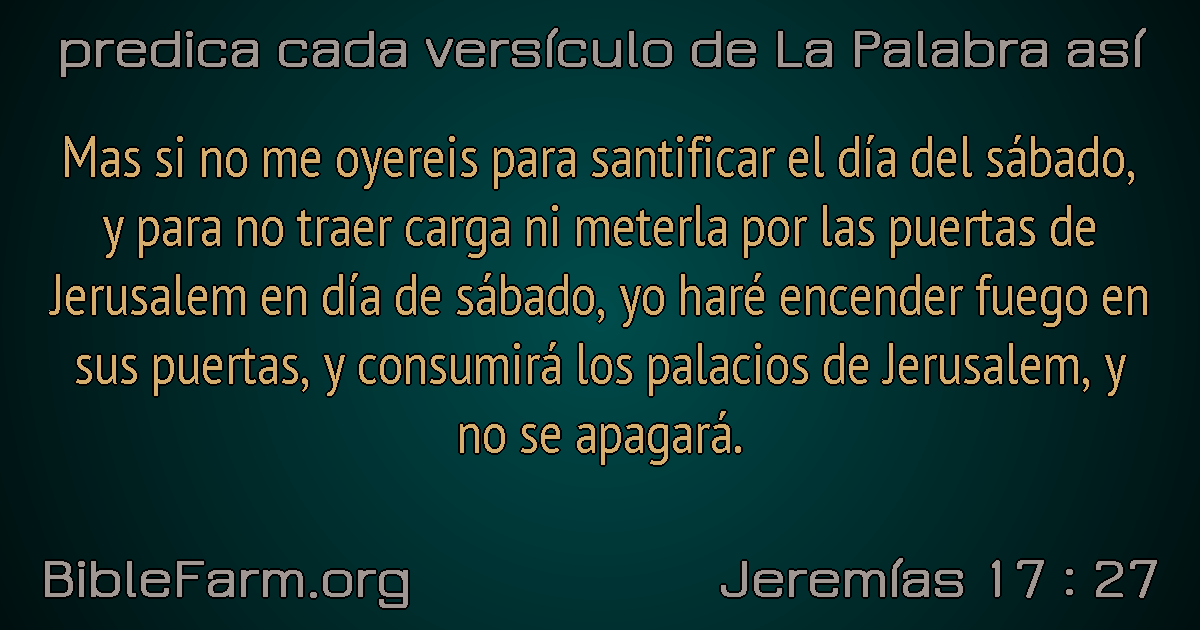 predica cada versículo de La Palabra así
Mas si no me oyereis para santificar el día del sábado,
y para no traer carga ni meterla por las puertas de
Jerusalem en día de sábado, yo haré encender fuego en
sus puertas, y consumirá los palacios de Jerusalem, y
no se apagará.
BibleFarm.org
Jeremías 17 : 27